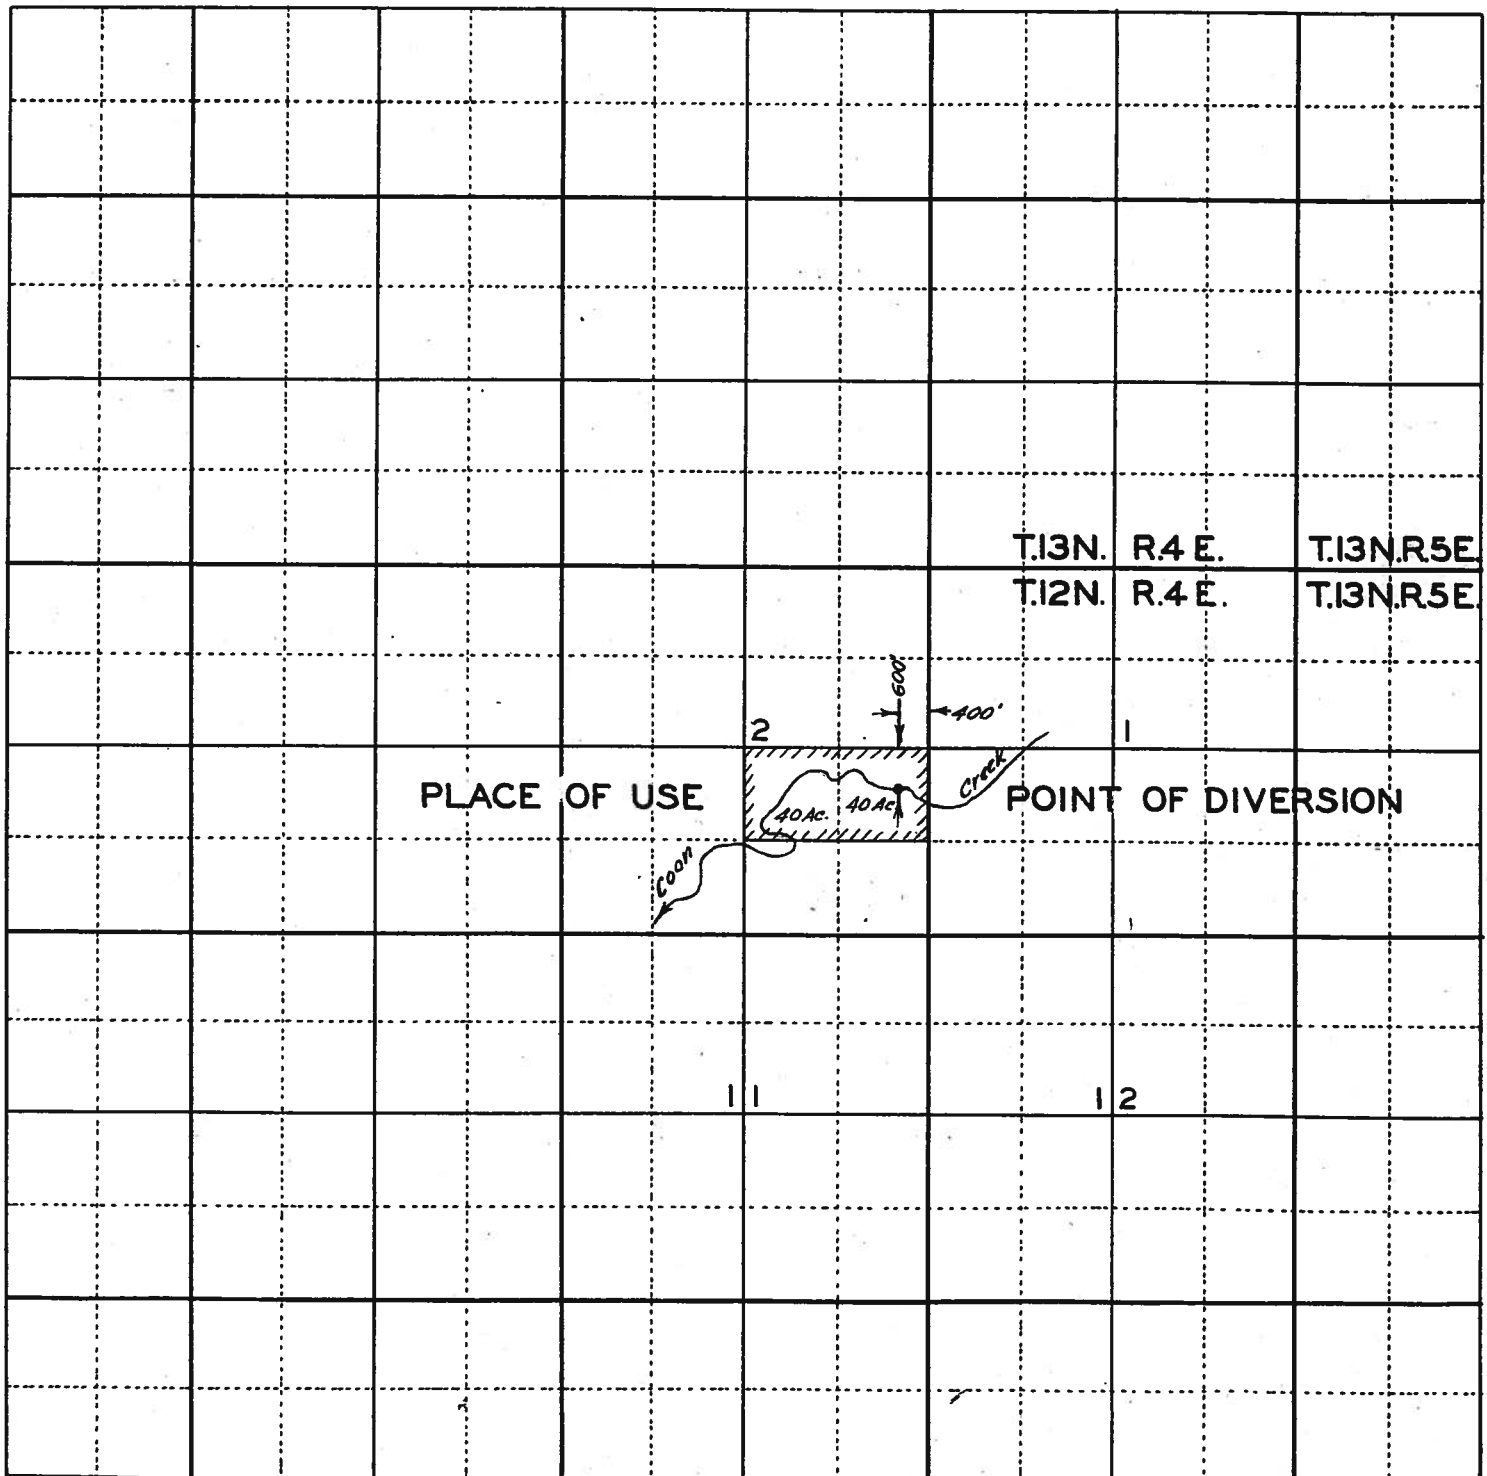 T.13N. R.4 E. T.13N.R.5E.
T.12N. R.4 E. T.13N.R.5E.
600'
400'
2
1
PLACE OF USE
40 Ac.
40 Ac.
Creek
POINT OF DIVERSION
Coon
11
12